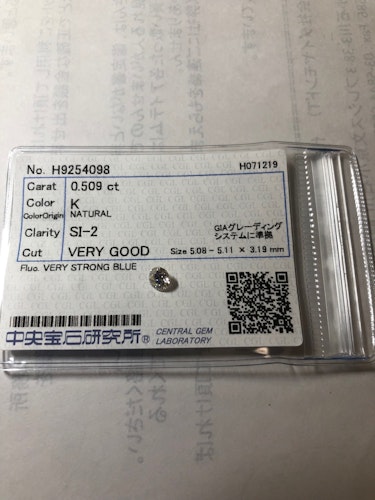 No. H9254098
H071219
Carat 0.509 ct
Color K
ColorOrigin NATURAL
Clarity SI-2
GIAグレーディング
システムに準拠
Cut VERY GOOD
Size 5.08 - 5.11 × 3.19 mm
Fluo. VERY STRONG BLUE
中央宝石研究所®
CENTRAL GEM
LABORATORY